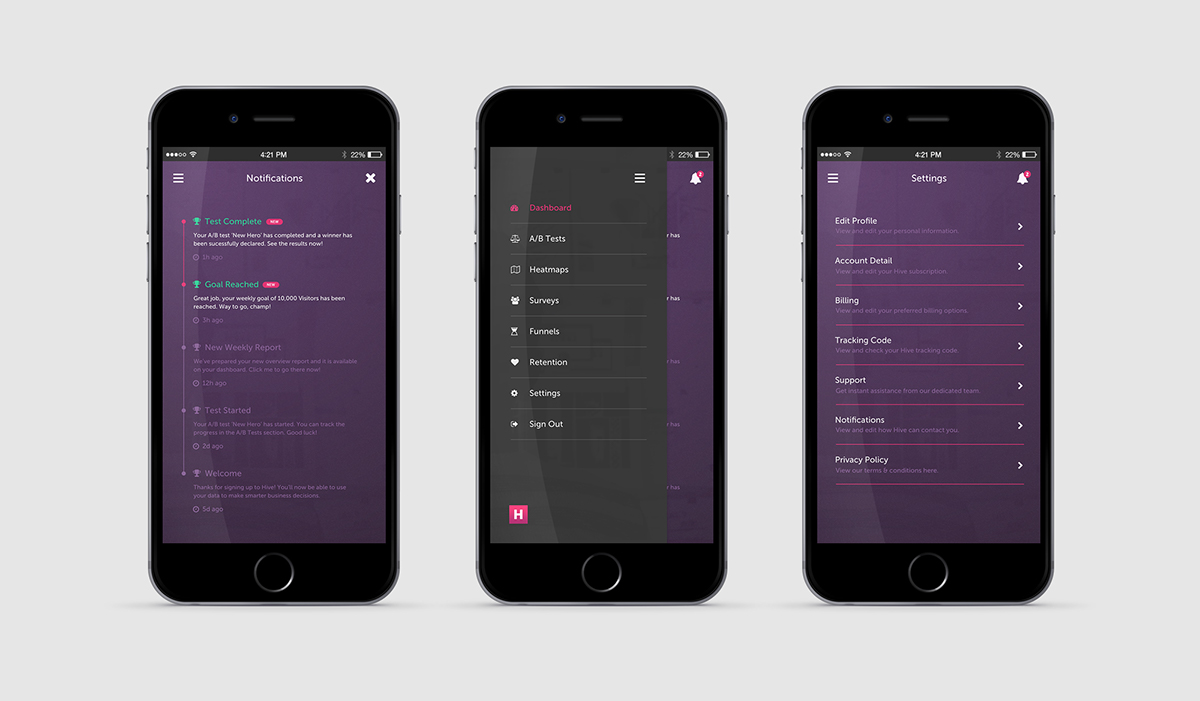 4:21 PM
22%
Notifications
Test Complete NEW
Your A/B test 'New Hero' has completed and a winner has
been sucessfully declared. See the results now!
1h ago
Goal Reached NEW
Great job, your weekly goal of 10,000 Visitors has been
reached. Way to go, champ!
3h ago
New Weekly Report
We've prepared your new overview report and it is available
on your dashboard. Click me to go there now!
12h ago
Test Started
Your A/B test 'New Hero' has started. You can track the
progress in the A/B Tests section. Good luck!
2d ago
Welcome
Thanks for signing up to Hive! You'll now be able to use
your data to make smarter business decisions.
5d ago
22%
2
Dashboard
A/B Tests
Heatmaps
Surveys
Funnels
Retention
Settings
Sign Out
H
has
has
has
has
4:21 PM
22%
Settings
2
Edit Profile
View and edit your personal information.
Account Detail
View and edit your Hive subscription.
Billing
View and edit your preferred billing options.
Tracking Code
View and check your Hive tracking code.
Support
Get instant assistance from our dedicated team.
Notifications
View and edit how Hive can contact you.
Privacy Policy
View our terms & conditions here.